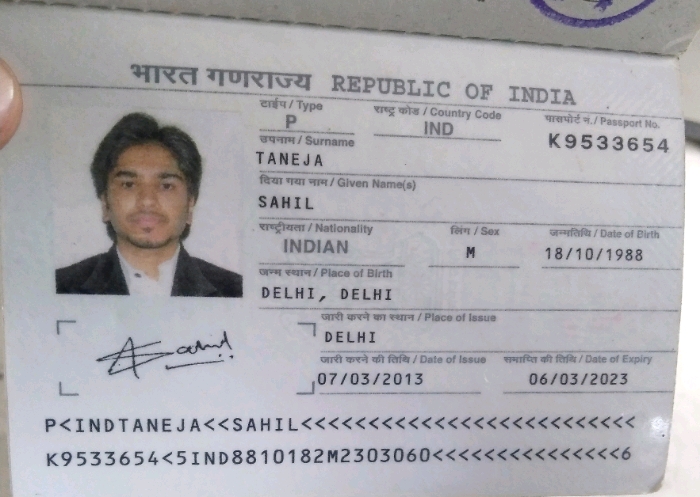 भारत गणराज्य REPUBLIC OF INDIA
टाईप / Type राष्ट्र कोड / Country Code पासपोर्ट न. / Passport No.
P IND K9533654
उपनाम / Surname
TANEJA
दिया गया नाम / Given Name(s)
SAHIL
राष्ट्रीयता / Nationality लिंग / Sex जन्मतिथि / Date of Birth
INDIAN M 18/10/1988
जन्म स्थान / Place of Birth
DELHI, DELHI
जारी करने का स्थान / Place of Issue
DELHI
जारी करने की तिथि / Date of Issue समाप्ति की तिथि / Date of Expiry
07/03/2013 06/03/2023
Sahil
P<INDTANEJA<<SAHIL<<<<<<<<<<<<<<<<<<<<<<<<<<
K9533654<5IND8810182M2303060<<<<<<<<<<<<<<<6